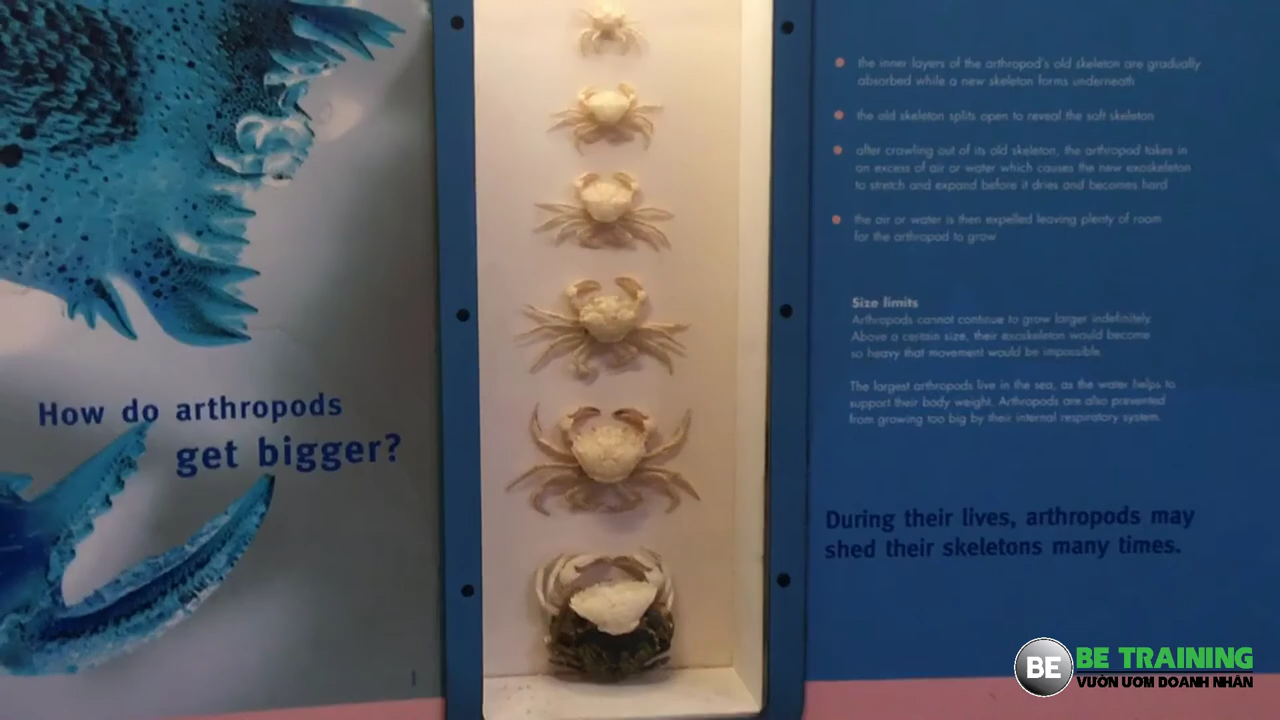 How do arthropods
get bigger?
the inner layers of the arthropod's old skeleton are gradually
absorbed while a new skeleton forms underneath
the old skeleton splits open to reveal the soft skeleton
after crawling out of its old skeleton, the arthropod takes in
an excess of air or water which causes the new exoskeleton
to stretch and expand before it dries and becomes hard
the air or water is then expelled leaving plenty of room
for the arthropod to grow
Size limits
Arthropods cannot continue to grow larger indefinitely.
Above a certain size, their exoskeleton would become
so heavy that movement would be impossible.
The largest arthropods live in the sea, as the water helps to
support their body weight. Arthropods are also prevented
from growing too big by their internal respiratory system.
During their lives, arthropods may
shed their skeletons many times.
BE
BE TRAINING
VƯỜN ƯƠM DOANH NHÂN